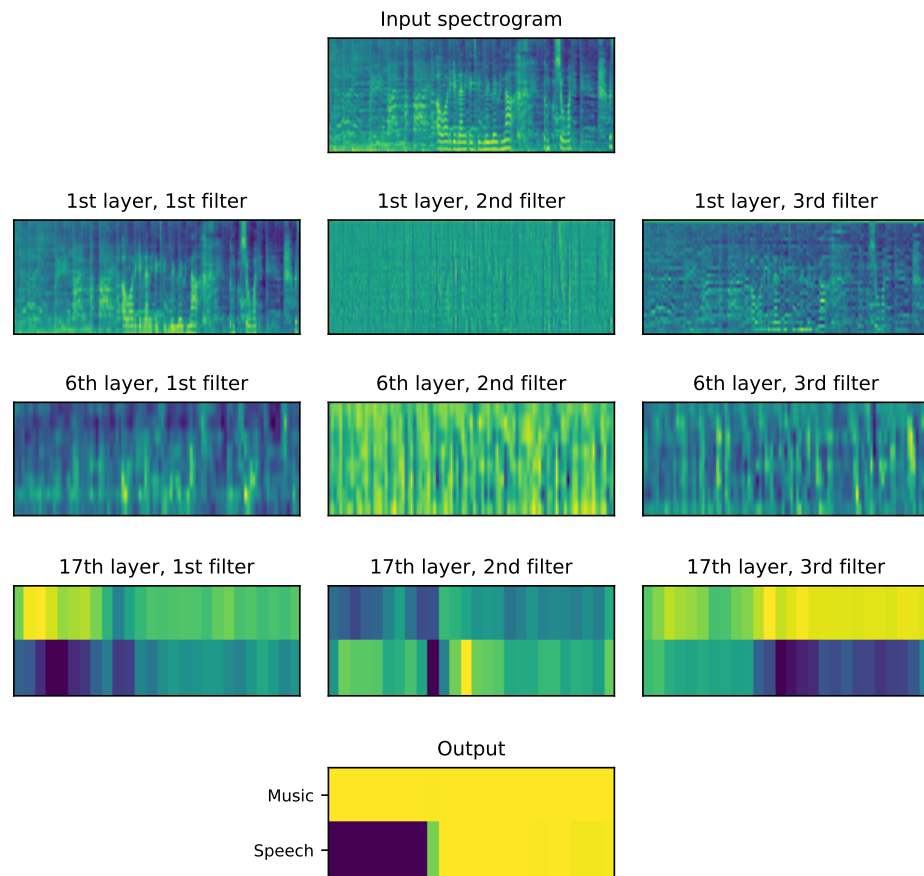 Input spectrogram
1st layer, 1st filter
1st layer, 2nd filter
1st layer, 3rd filter
6th layer, 1st filter
6th layer, 2nd filter
6th layer, 3rd filter
17th layer, 1st filter
17th layer, 2nd filter
17th layer, 3rd filter
Output
Music
Speech